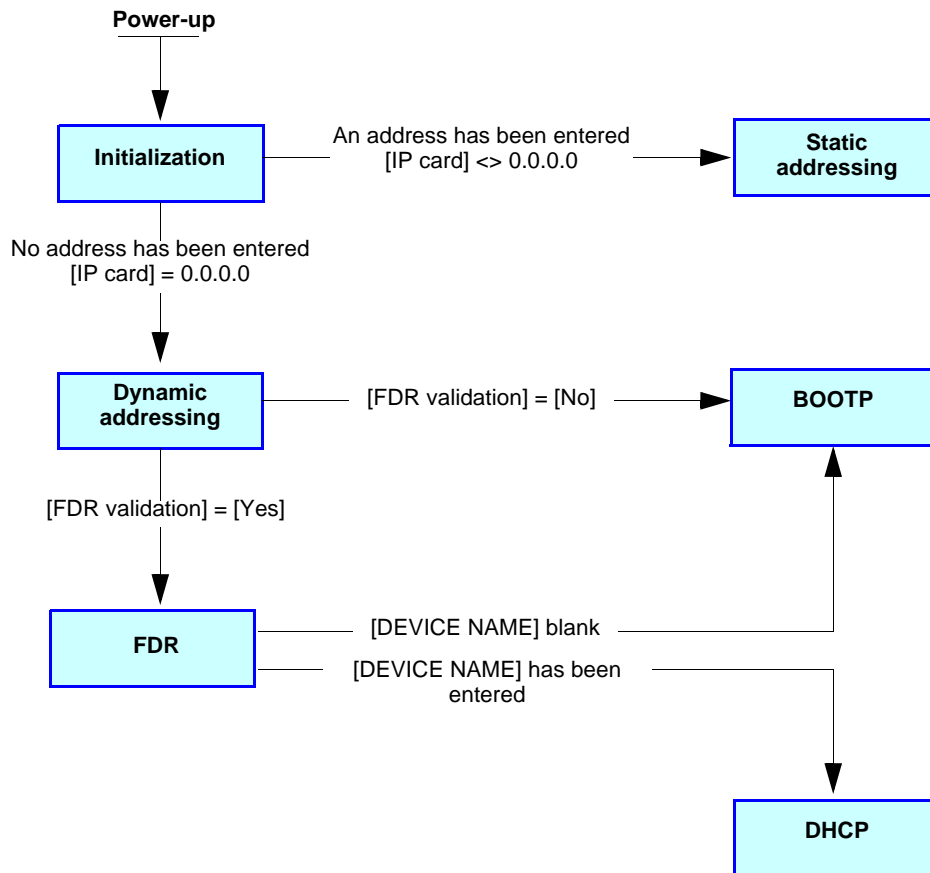 Power-up
Initialization
An address has been entered
[IP card] <> 0.0.0.0
Static
addressing
No address has been entered
[IP card] = 0.0.0.0
Dynamic
addressing
[FDR validation] = [No]
BOOTP
[FDR validation] = [Yes]
FDR
[DEVICE NAME] blank
[DEVICE NAME] has been
entered
DHCP